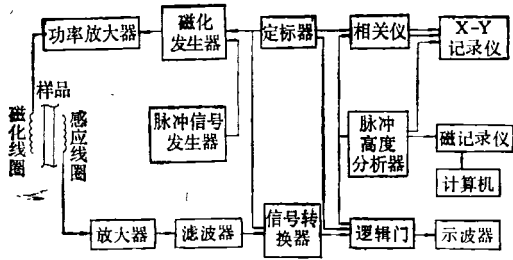 功率放大器
磁化
发生器
定标器
相关仪
X-Y
记录仪
样品
磁化线圈
感应线圈
脉冲信号
发生器
脉冲
高度
分析器
磁记录仪
计算机
放大器
滤波器
信号转
换器
逻辑门
示波器